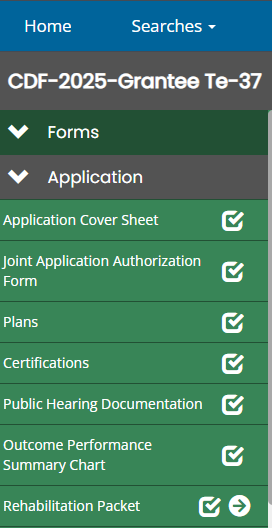 Home Searches
CDF-2025-Grantee Te-37
Forms
Application
Application Cover Sheet
Joint Application Authorization
Form
Plans
Certifications
Public Hearing Documentation
Outcome Performance
Summary Chart
Rehabilitation Packet